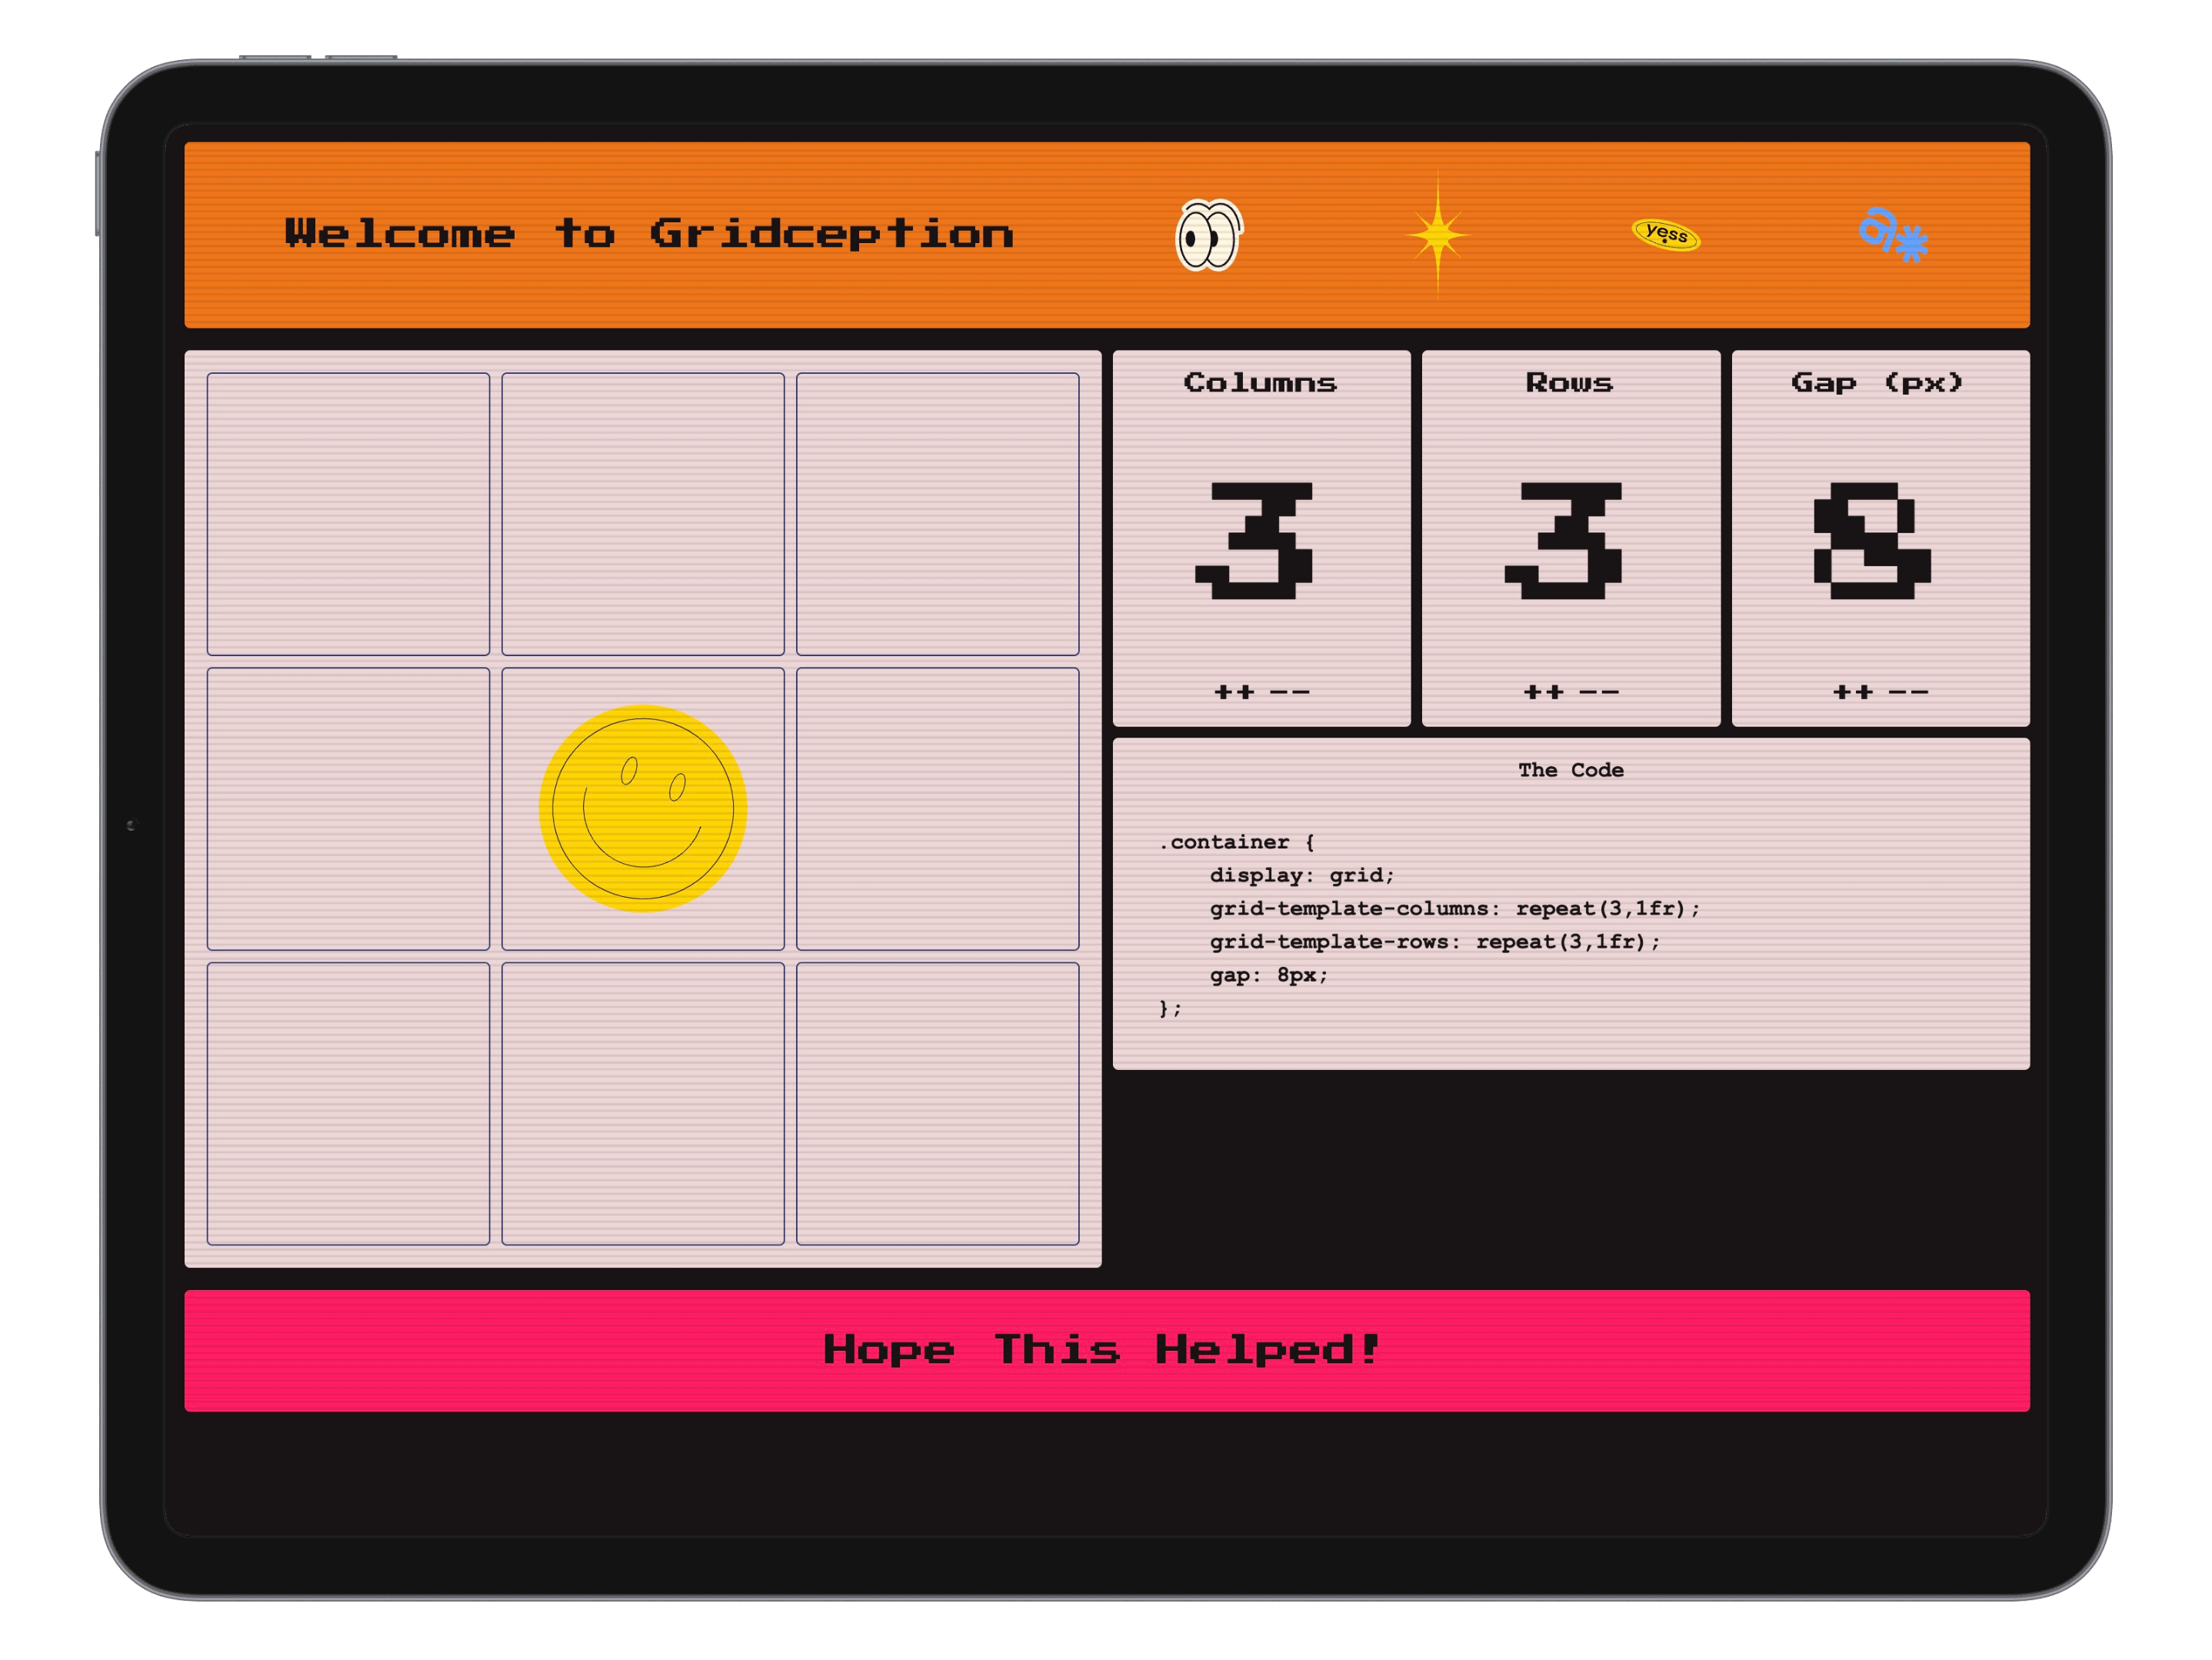 Welcome to Gridception
yess
a*
Columns
Rows
Gap (px)
3
3
8
++ --
++ --
++ --
The Code
.container {
    display: grid;
    grid-template-columns: repeat(3,1fr);
    grid-template-rows: repeat(3,1fr);
    gap: 8px;
};
Hope This Helped!